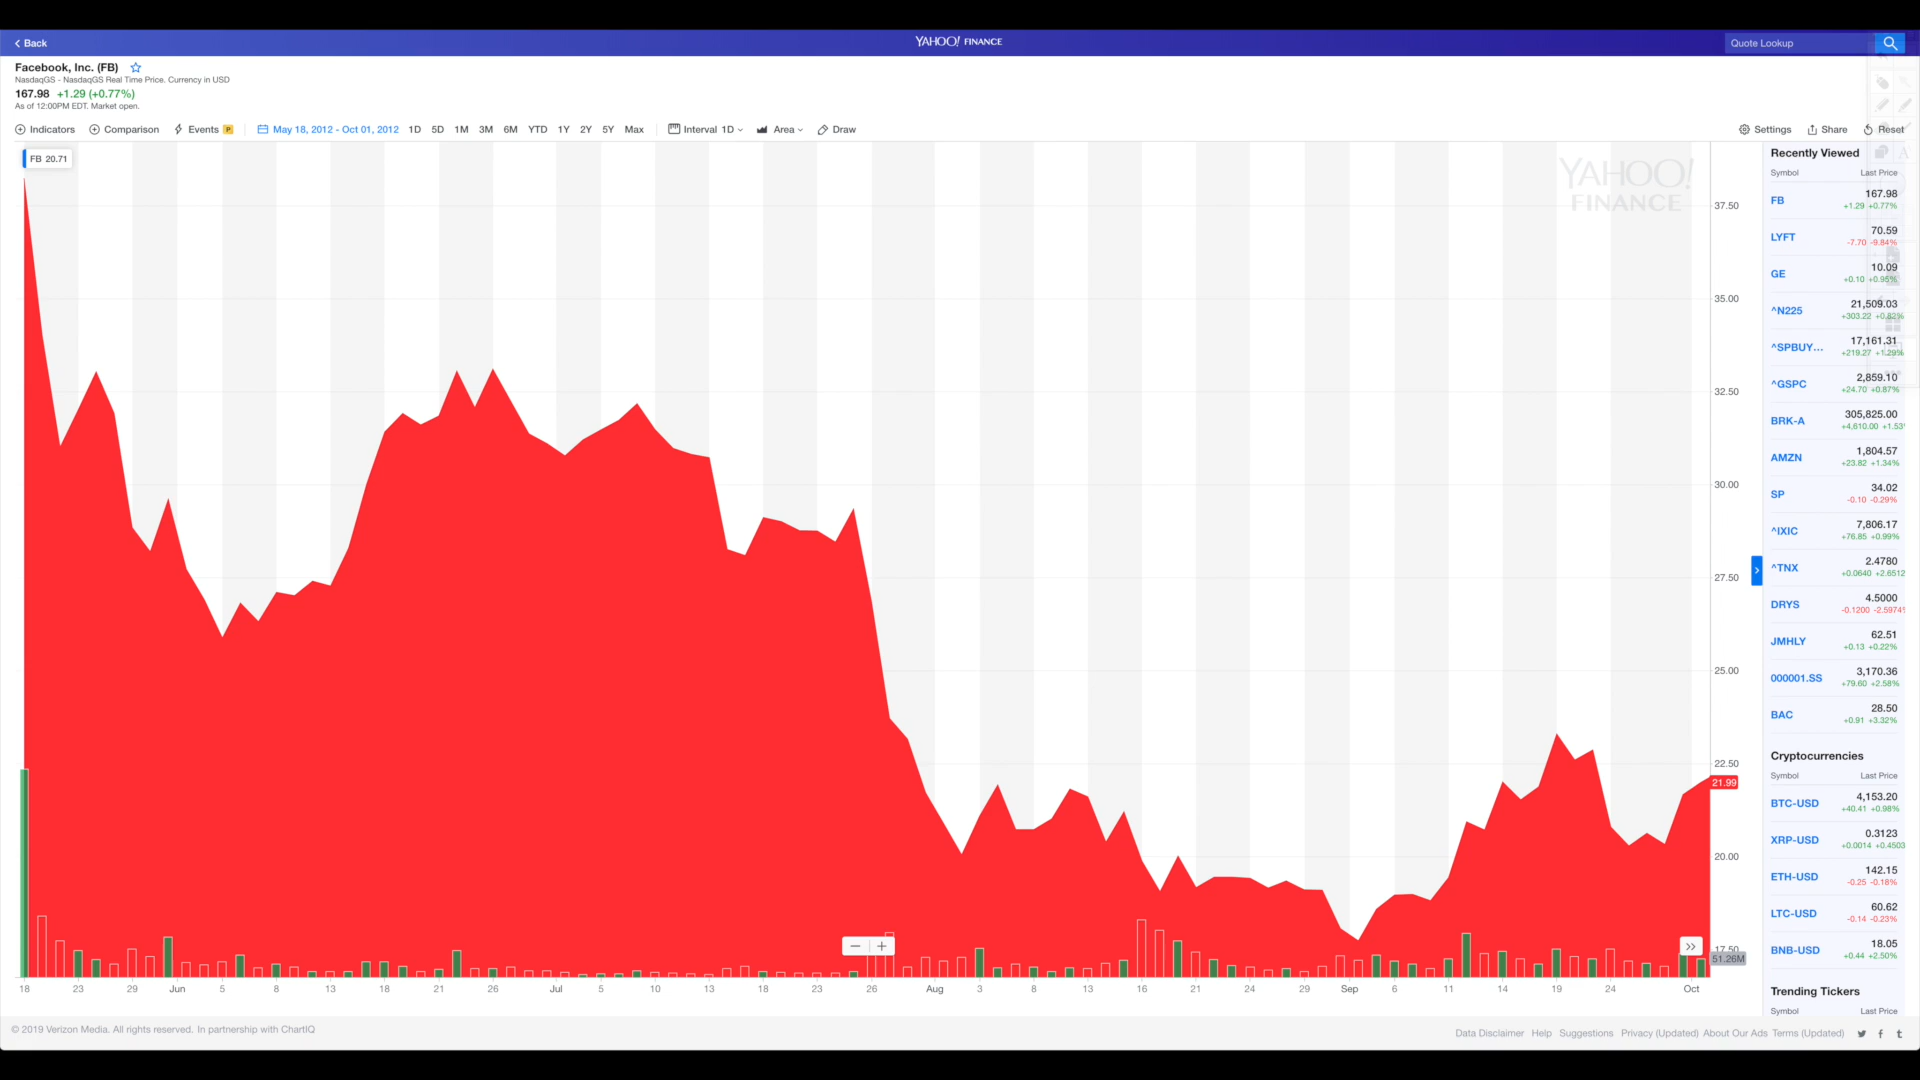 Back
YAHOO! FINANCE
Quote Lookup
Facebook, Inc. (FB)
NasdaqGS - NasdaqGS Real Time Price. Currency in USD
167.98 +1.29 (+0.77%)
As of 12:00PM EDT. Market open.
Indicators Comparison Events P May 18, 2012 - Oct 01, 2012 1D 5D 1M 3M 6M YTD 1Y 2Y 5Y Max Interval 1D Area Draw Settings Share Reset
FB 20.71
YAHOO!
FINANCE
37.50
35.00
32.50
30.00
27.50
25.00
22.50
21.99
20.00
17.50
51.26M
18 23 29 Jun 5 8 13 18 21 26 Jul 5 10 13 18 23 26 Aug 3 8 13 16 21 24 29 Sep 6 11 14 19 24 Oct
Recently Viewed
Symbol Last Price
FB 167.98
+1.29 +0.77%
LYFT 70.59
-7.70 -9.84%
GE 10.09
+0.10 +0.95%
^N225 21,509.03
+303.22 +0.82%
^SPBUY... 17,161.31
+219.27 +1.29%
^GSPC 2,859.10
+24.70 +0.87%
BRK-A 305,825.00
+4,610.00 +1.53
AMZN 1,804.57
+23.82 +1.34%
SP 34.02
-0.10 -0.29%
^IXIC 7,806.17
+76.85 +0.99%
^TNX 2.4780
+0.0640 +2.6512
DRYS 4.5000
-0.1200 -2.5974
JMHLY 62.51
+0.13 +0.22%
000001.SS 3,170.36
+79.60 +2.58%
BAC 28.50
+0.91 +3.32%
Cryptocurrencies
Symbol Last Price
BTC-USD 4,153.20
+40.41 +0.98%
XRP-USD 0.3123
+0.0014 +0.4503
ETH-USD 142.15
-0.25 -0.18%
LTC-USD 60.62
-0.14 -0.23%
BNB-USD 18.05
+0.44 +2.50%
Trending Tickers
Symbol Last Price
© 2019 Verizon Media. All rights reserved. In partnership with ChartIQ
Data Disclaimer Help Suggestions Privacy (Updated) About Our Ads Terms (Updated)